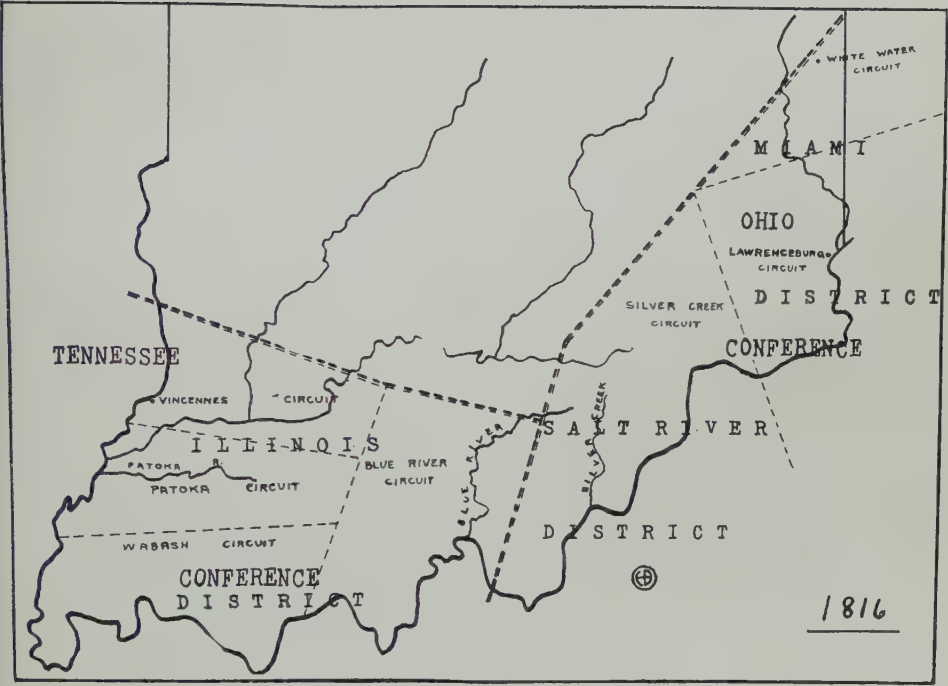 WHITE WATER
CIRCUIT
MIAMI
OHIO
LAWRENCEBURG
CIRCUIT
DISTRICT
SILVER CREEK
CIRCUIT
CONFERENCE
TENNESSEE
VINCENNES CIRCUIT
ILLINOIS
PATOKA R.
PATOKA CIRCUIT
BLUE RIVER
CIRCUIT
BLUE RIVER
SILVER CREEK
SALT RIVER
DISTRICT
WABASH CIRCUIT
CONFERENCE
DISTRICT
1816